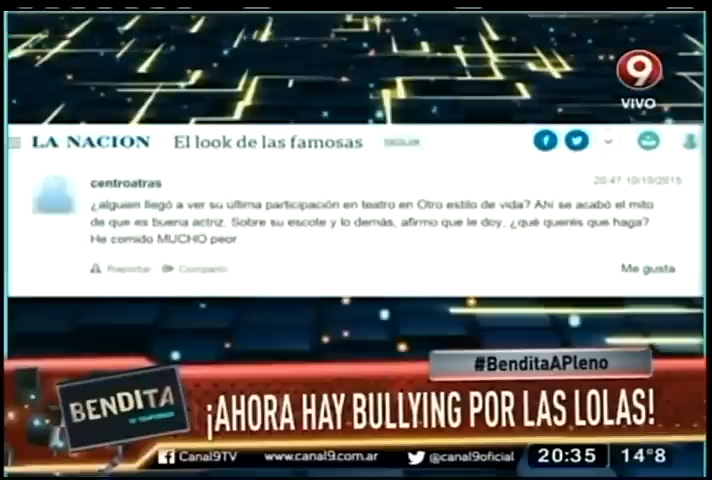 9
VIVO
LA NACION El look de las famosas
centroatras
20:47 10/10/2015
¿alguien llegó a ver su última participación en teatro en Otro estilo de vida? Ahí se acabó el mito
de que es buena actriz. Sobre su escote y lo demás, afirmo que le doy, ¿qué querés que haga?
He comido MUCHO peor
Reportar Compartir Me gusta
#BenditaAPleno
BENDITA
¡AHORA HAY BULLYING POR LAS LOLAS!
Canal9TV www.canal9.com.ar @canal9oficial 20:35 14°8